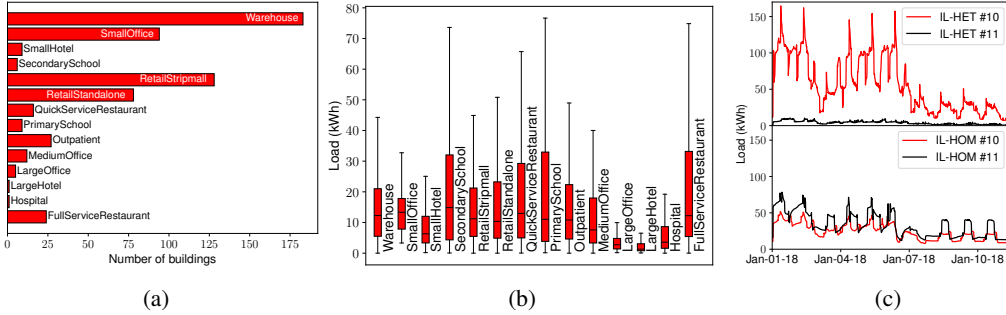 Warehouse
SmallOffice
SmallHotel
SecondarySchool
RetailStripmall
RetailStandalone
QuickServiceRestaurant
PrimarySchool
Outpatient
MediumOffice
LargeOffice
LargeHotel
Hospital
FullServiceRestaurant
0 25 50 75 100 125 150 175
Number of buildings
(a)
Load (kWh)
80
70
60
50
40
30
20
10
0
Warehouse
SmallOffice
SmallHotel
SecondarySchool
RetailStripmall
RetailStandalone
QuickServiceRestaurant
PrimarySchool
Outpatient
MediumOffice
LargeOffice
LargeHotel
Hospital
FullServiceRestaurant
(b)
Load (kWh)
150
100
50
0
IL-HET #10
IL-HET #11
150
100
50
0
IL-HOM #10
IL-HOM #11
Jan-01-18 Jan-04-18 Jan-07-18 Jan-10-18
(c)